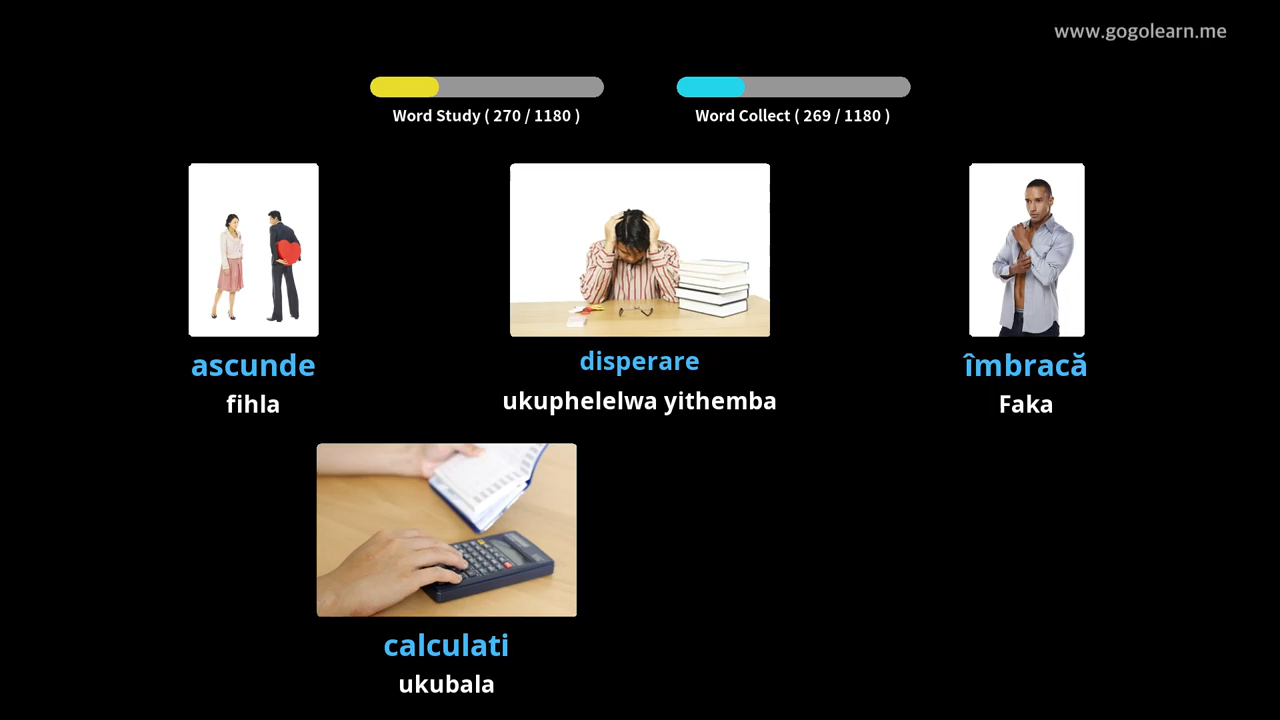 www.gogolearn.me
Word Study ( 270 / 1180 )
Word Collect ( 269 / 1180 )
ascunde
fihla
disperare
ukuphelelwa yithemba
îmbracă
Faka
calculati
ukubala